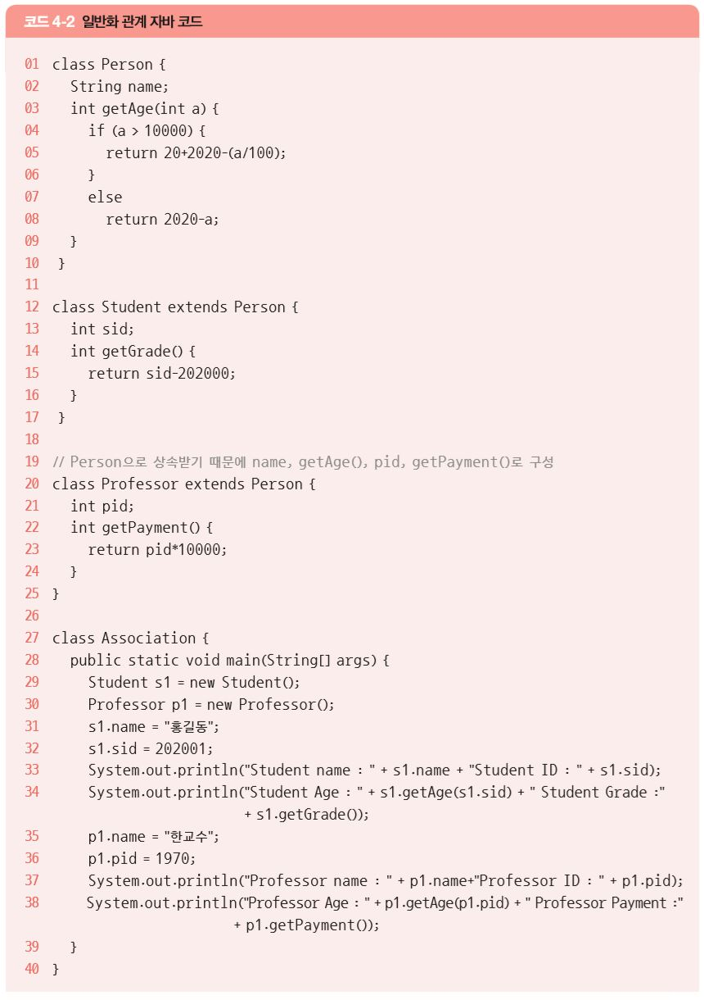 코드 4-2 일반화 관계 자바 코드
01 class Person {
02 String name;
03 int getAge(int a) {
04 if (a > 10000) {
05 return 20+2020-(a/100);
06 }
07 else
08 return 2020-a;
09 }
10 }
11
12 class Student extends Person {
13 int sid;
14 int getGrade() {
15 return sid-202000;
16 }
17 }
18
19 // Person으로 상속받기 때문에 name, getAge(), pid, getPayment()로 구성
20 class Professor extends Person {
21 int pid;
22 int getPayment() {
23 return pid*10000;
24 }
25 }
26
27 class Association {
28 public static void main(String[] args) {
29 Student s1 = new Student();
30 Professor p1 = new Professor();
31 s1.name = "홍길동";
32 s1.sid = 202001;
33 System.out.println("Student name : " + s1.name + "Student ID : " + s1.sid);
34 System.out.println("Student Age : " + s1.getAge(s1.sid) + " Student Grade :"
+ s1.getGrade());
35 p1.name = "한교수";
36 p1.pid = 1970;
37 System.out.println("Professor name : " + p1.name+"Professor ID : " + p1.pid);
38 System.out.println("Professor Age : " + p1.getAge(p1.pid) + " Professor Payment :"
+ p1.getPayment());
39 }
40 }